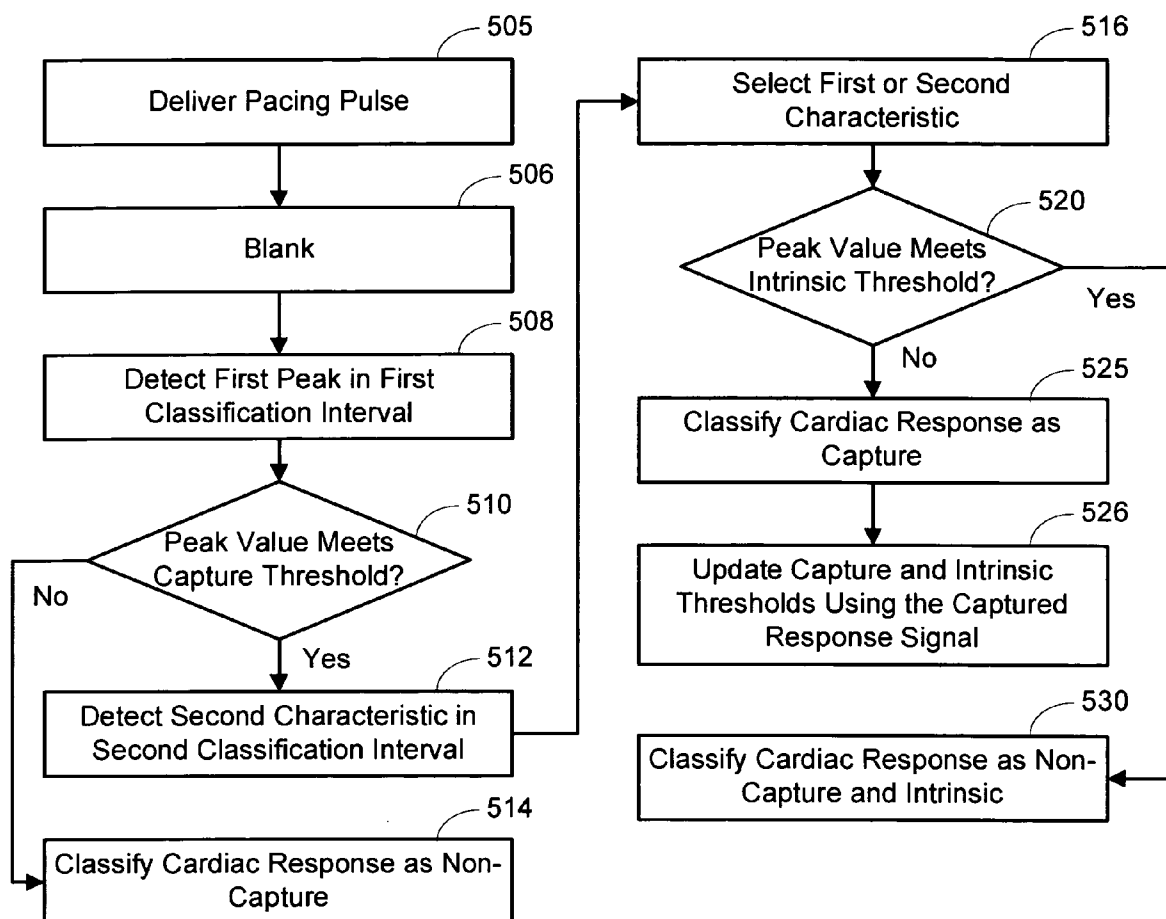 505
Deliver Pacing Pulse
506
Blank
508
Detect First Peak in First
Classification Interval
510
Peak Value Meets
Capture Threshold?
No
Yes
512
Detect Second Characteristic in
Second Classification Interval
514
Classify Cardiac Response as Non-
Capture
516
Select First or Second
Characteristic
520
Peak Value Meets
Intrinsic Threshold?
Yes
No
525
Classify Cardiac Response as
Capture
526
Update Capture and Intrinsic
Thresholds Using the Captured
Response Signal
530
Classify Cardiac Response as Non-
Capture and Intrinsic